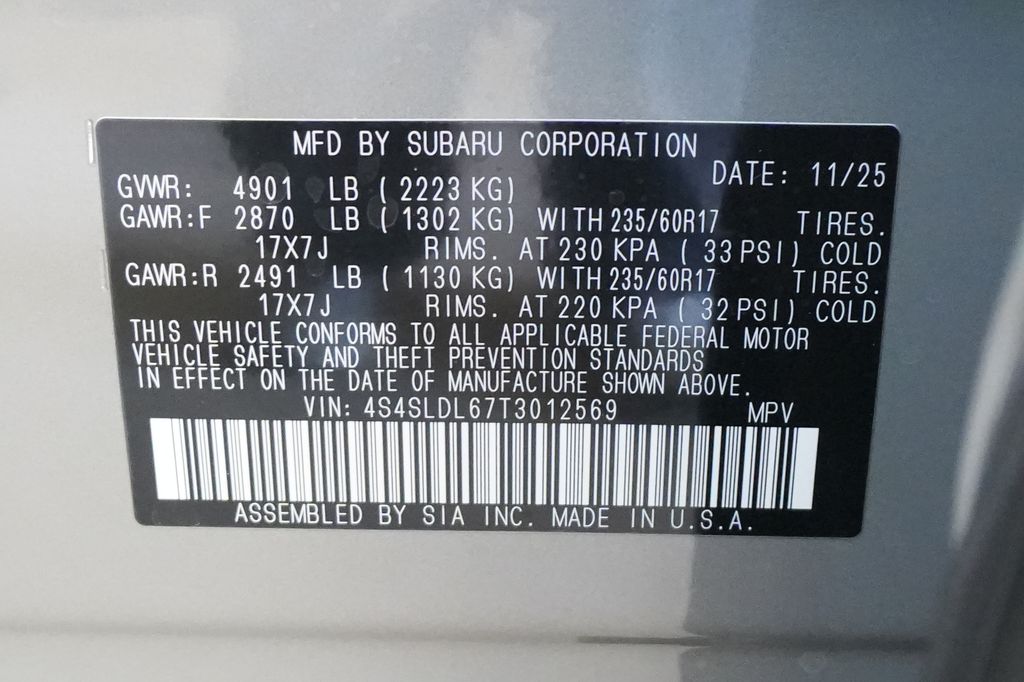 MFD BY SUBARU CORPORATION
DATE: 11/25
GVWR: 4901 LB ( 2223 KG)
GAWR:F 2870 LB ( 1302 KG) WITH 235/60R17 TIRES.
17X7J RIMS. AT 230 KPA ( 33 PSI) COLD
GAWR:R 2491 LB ( 1130 KG) WITH 235/60R17 TIRES.
17X7J RIMS. AT 220 KPA ( 32 PSI) COLD
THIS VEHICLE CONFORMS TO ALL APPLICABLE FEDERAL MOTOR
VEHICLE SAFETY AND THEFT PREVENTION STANDARDS
IN EFFECT ON THE DATE OF MANUFACTURE SHOWN ABOVE.
VIN: 4S4SLDL67T3012569 MPV
ASSEMBLED BY SIA INC. MADE IN U.S.A.